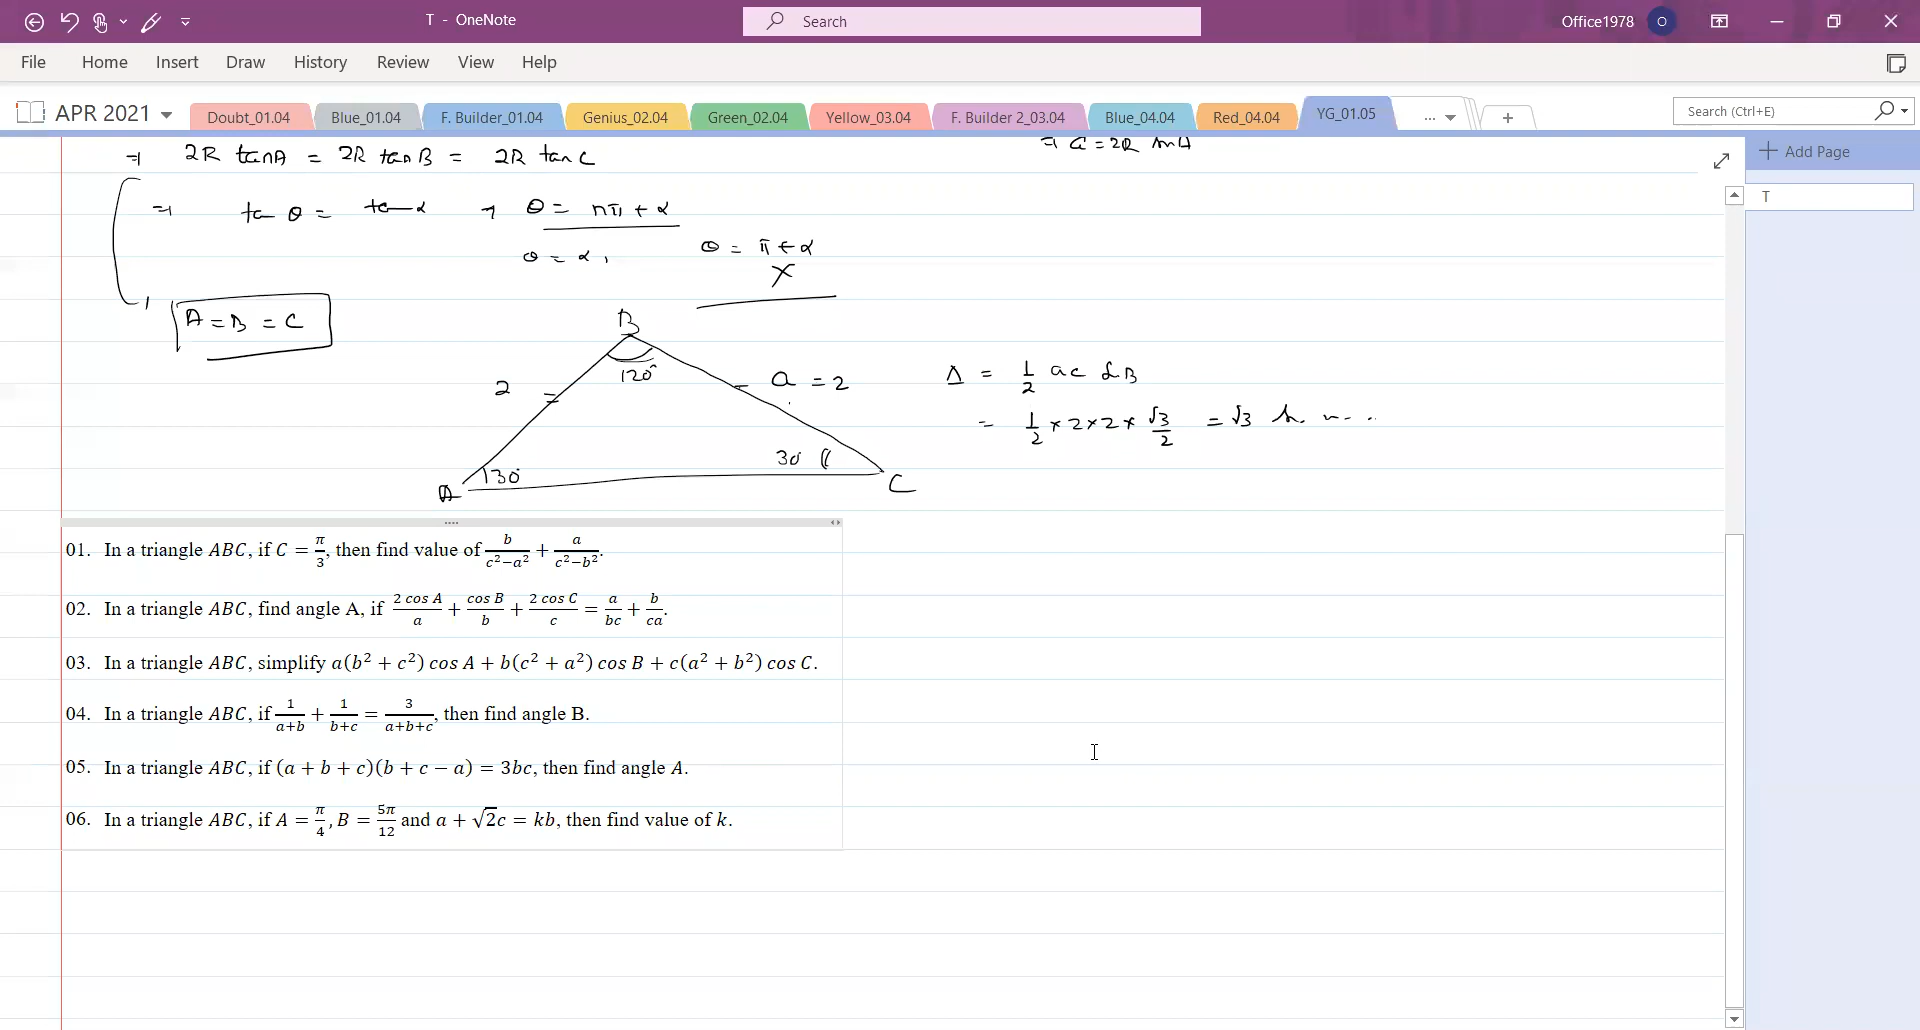 T - OneNote
Search
Office1978
O
File Home Insert Draw History Review View Help
APR 2021
Doubt_01.04 Blue_01.04 F. Builder_01.04 Genius_02.04 Green_02.04 Yellow_03.04 F. Builder 2_03.04 Blue_04.04 Red_04.04 YG_01.05 ... +
Search (Ctrl+E)
Add Page
T
⇒ 2R tanA = 2R tanB = 2R tanC
⇒ a = 2R sinA
⇒ tan θ = tan α ⇒ θ = nπ + α
θ = α, θ = π + α
X
A = B = C
B
120°
2
a = 2
30°
30°
A
C
Δ = 1/2 ac sinB
= 1/2 × 2 × 2 × √3/2 = √3
01. In a triangle ABC, if C = π/3, then find value of b/(c²−a²) + a/(c²−b²).
02. In a triangle ABC, find angle A, if (2 cos A)/a + (cos B)/b + (2 cos C)/c = a/bc + b/ca.
03. In a triangle ABC, simplify a(b² + c²) cos A + b(c² + a²) cos B + c(a² + b²) cos C.
04. In a triangle ABC, if 1/(a+b) + 1/(b+c) = 3/(a+b+c), then find angle B.
05. In a triangle ABC, if (a + b + c)(b + c − a) = 3bc, then find angle A.
06. In a triangle ABC, if A = π/4, B = 5π/12 and a + √2c = kb, then find value of k.